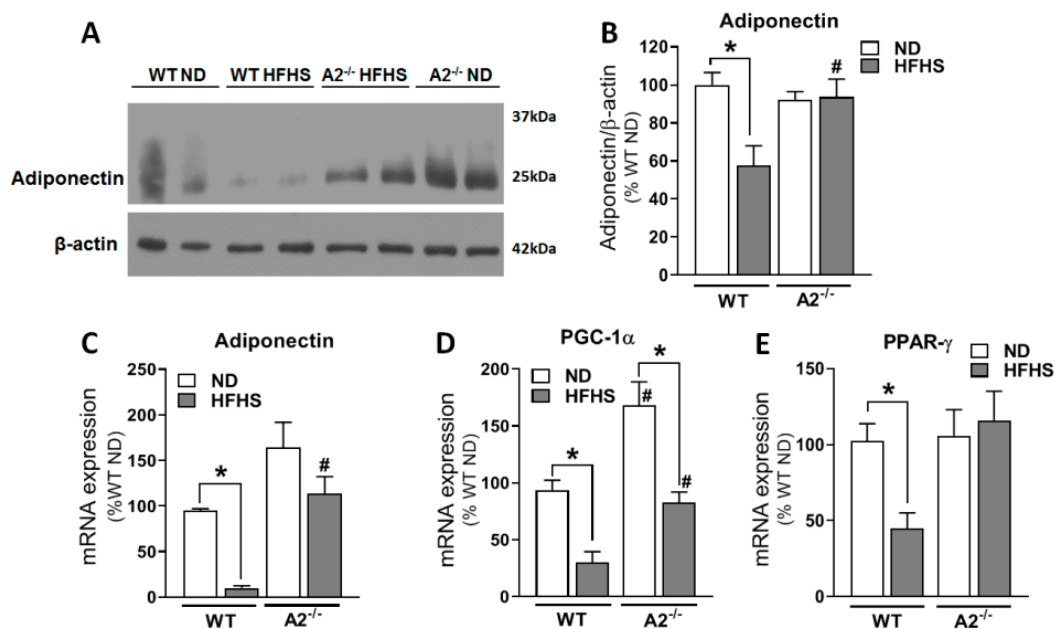 A
WT ND WT HFHS A2-/- HFHS A2-/- ND
37kDa
Adiponectin 25kDa
β-actin 42kDa
B Adiponectin
ND
HFHS
Adiponectin/β-actin
(% WT ND)
120
100
80
60
40
20
0
*
#
WT A2-/-
C Adiponectin
ND
HFHS
mRNA expression
(%WT ND)
250
200
150
100
50
0
*
#
WT A2-/-
D PGC-1α
ND
HFHS
mRNA expression
(% WT ND)
200
150
100
50
0
*
*
#
#
WT A2-/-
E PPAR-γ
ND
HFHS
mRNA expression
(% WT ND)
150
100
50
0
*
WT A2-/-